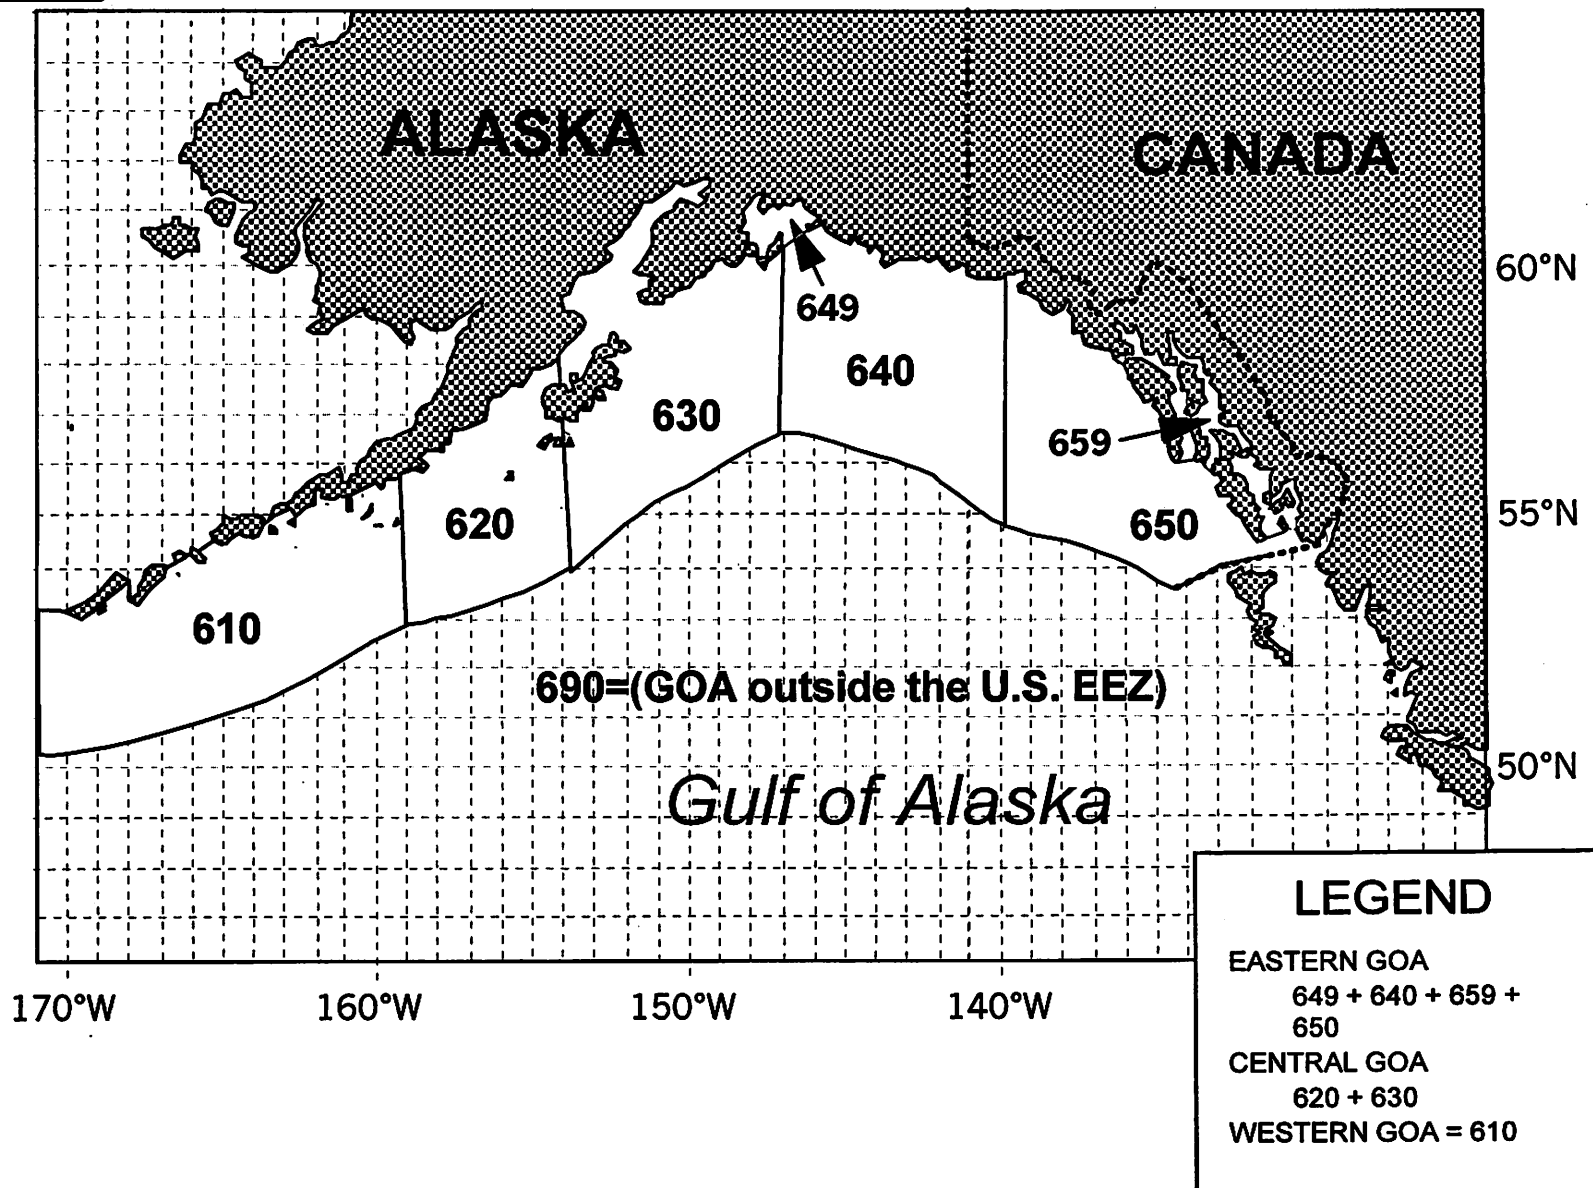 ALASKA
CANADA
60°N
649
640
630
659
55°N
620
650
610
690=(GOA outside the U.S. EEZ)
50°N
Gulf of Alaska
170°W 160°W 150°W 140°W
LEGEND
EASTERN GOA
649 + 640 + 659 +
650
CENTRAL GOA
620 + 630
WESTERN GOA = 610